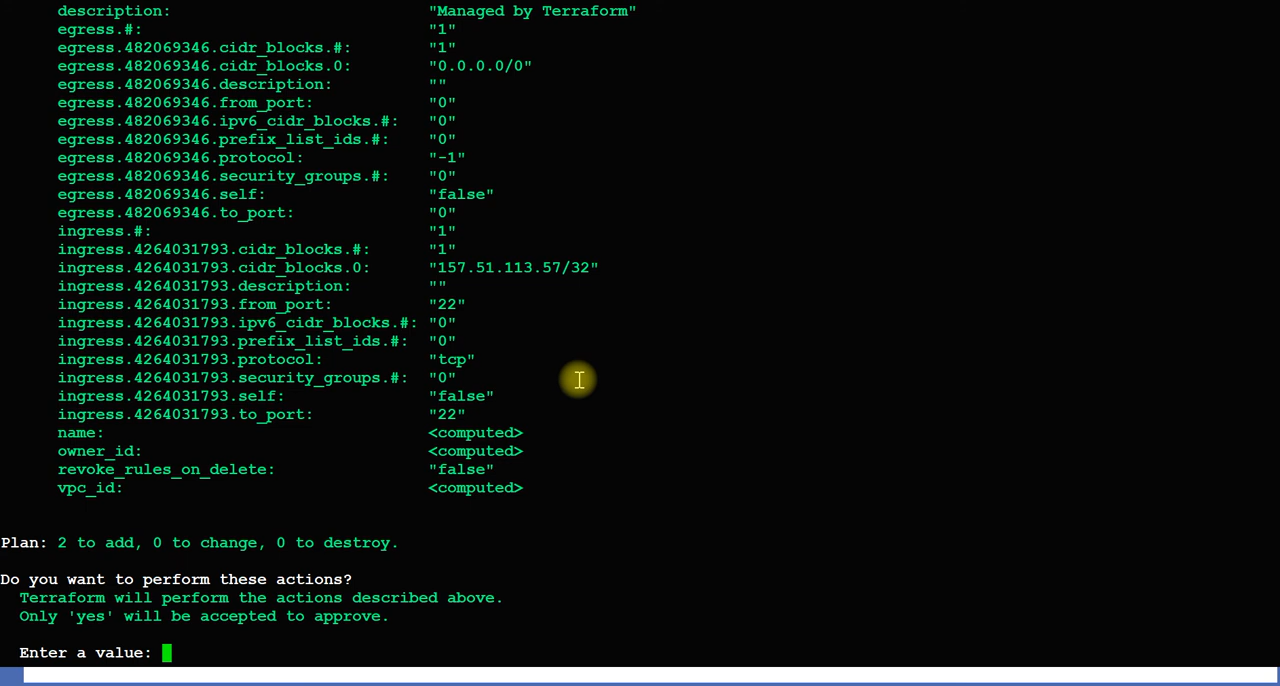 description: "Managed by Terraform"
egress.#: "1"
egress.482069346.cidr_blocks.#: "1"
egress.482069346.cidr_blocks.0: "0.0.0.0/0"
egress.482069346.description: ""
egress.482069346.from_port: "0"
egress.482069346.ipv6_cidr_blocks.#: "0"
egress.482069346.prefix_list_ids.#: "0"
egress.482069346.protocol: "-1"
egress.482069346.security_groups.#: "0"
egress.482069346.self: "false"
egress.482069346.to_port: "0"
ingress.#: "1"
ingress.4264031793.cidr_blocks.#: "1"
ingress.4264031793.cidr_blocks.0: "157.51.113.57/32"
ingress.4264031793.description: ""
ingress.4264031793.from_port: "22"
ingress.4264031793.ipv6_cidr_blocks.#: "0"
ingress.4264031793.prefix_list_ids.#: "0"
ingress.4264031793.protocol: "tcp"
ingress.4264031793.security_groups.#: "0"
ingress.4264031793.self: "false"
ingress.4264031793.to_port: "22"
name: <computed>
owner_id: <computed>
revoke_rules_on_delete: "false"
vpc_id: <computed>
Plan: 2 to add, 0 to change, 0 to destroy.
Do you want to perform these actions?
Terraform will perform the actions described above.
Only 'yes' will be accepted to approve.
Enter a value: